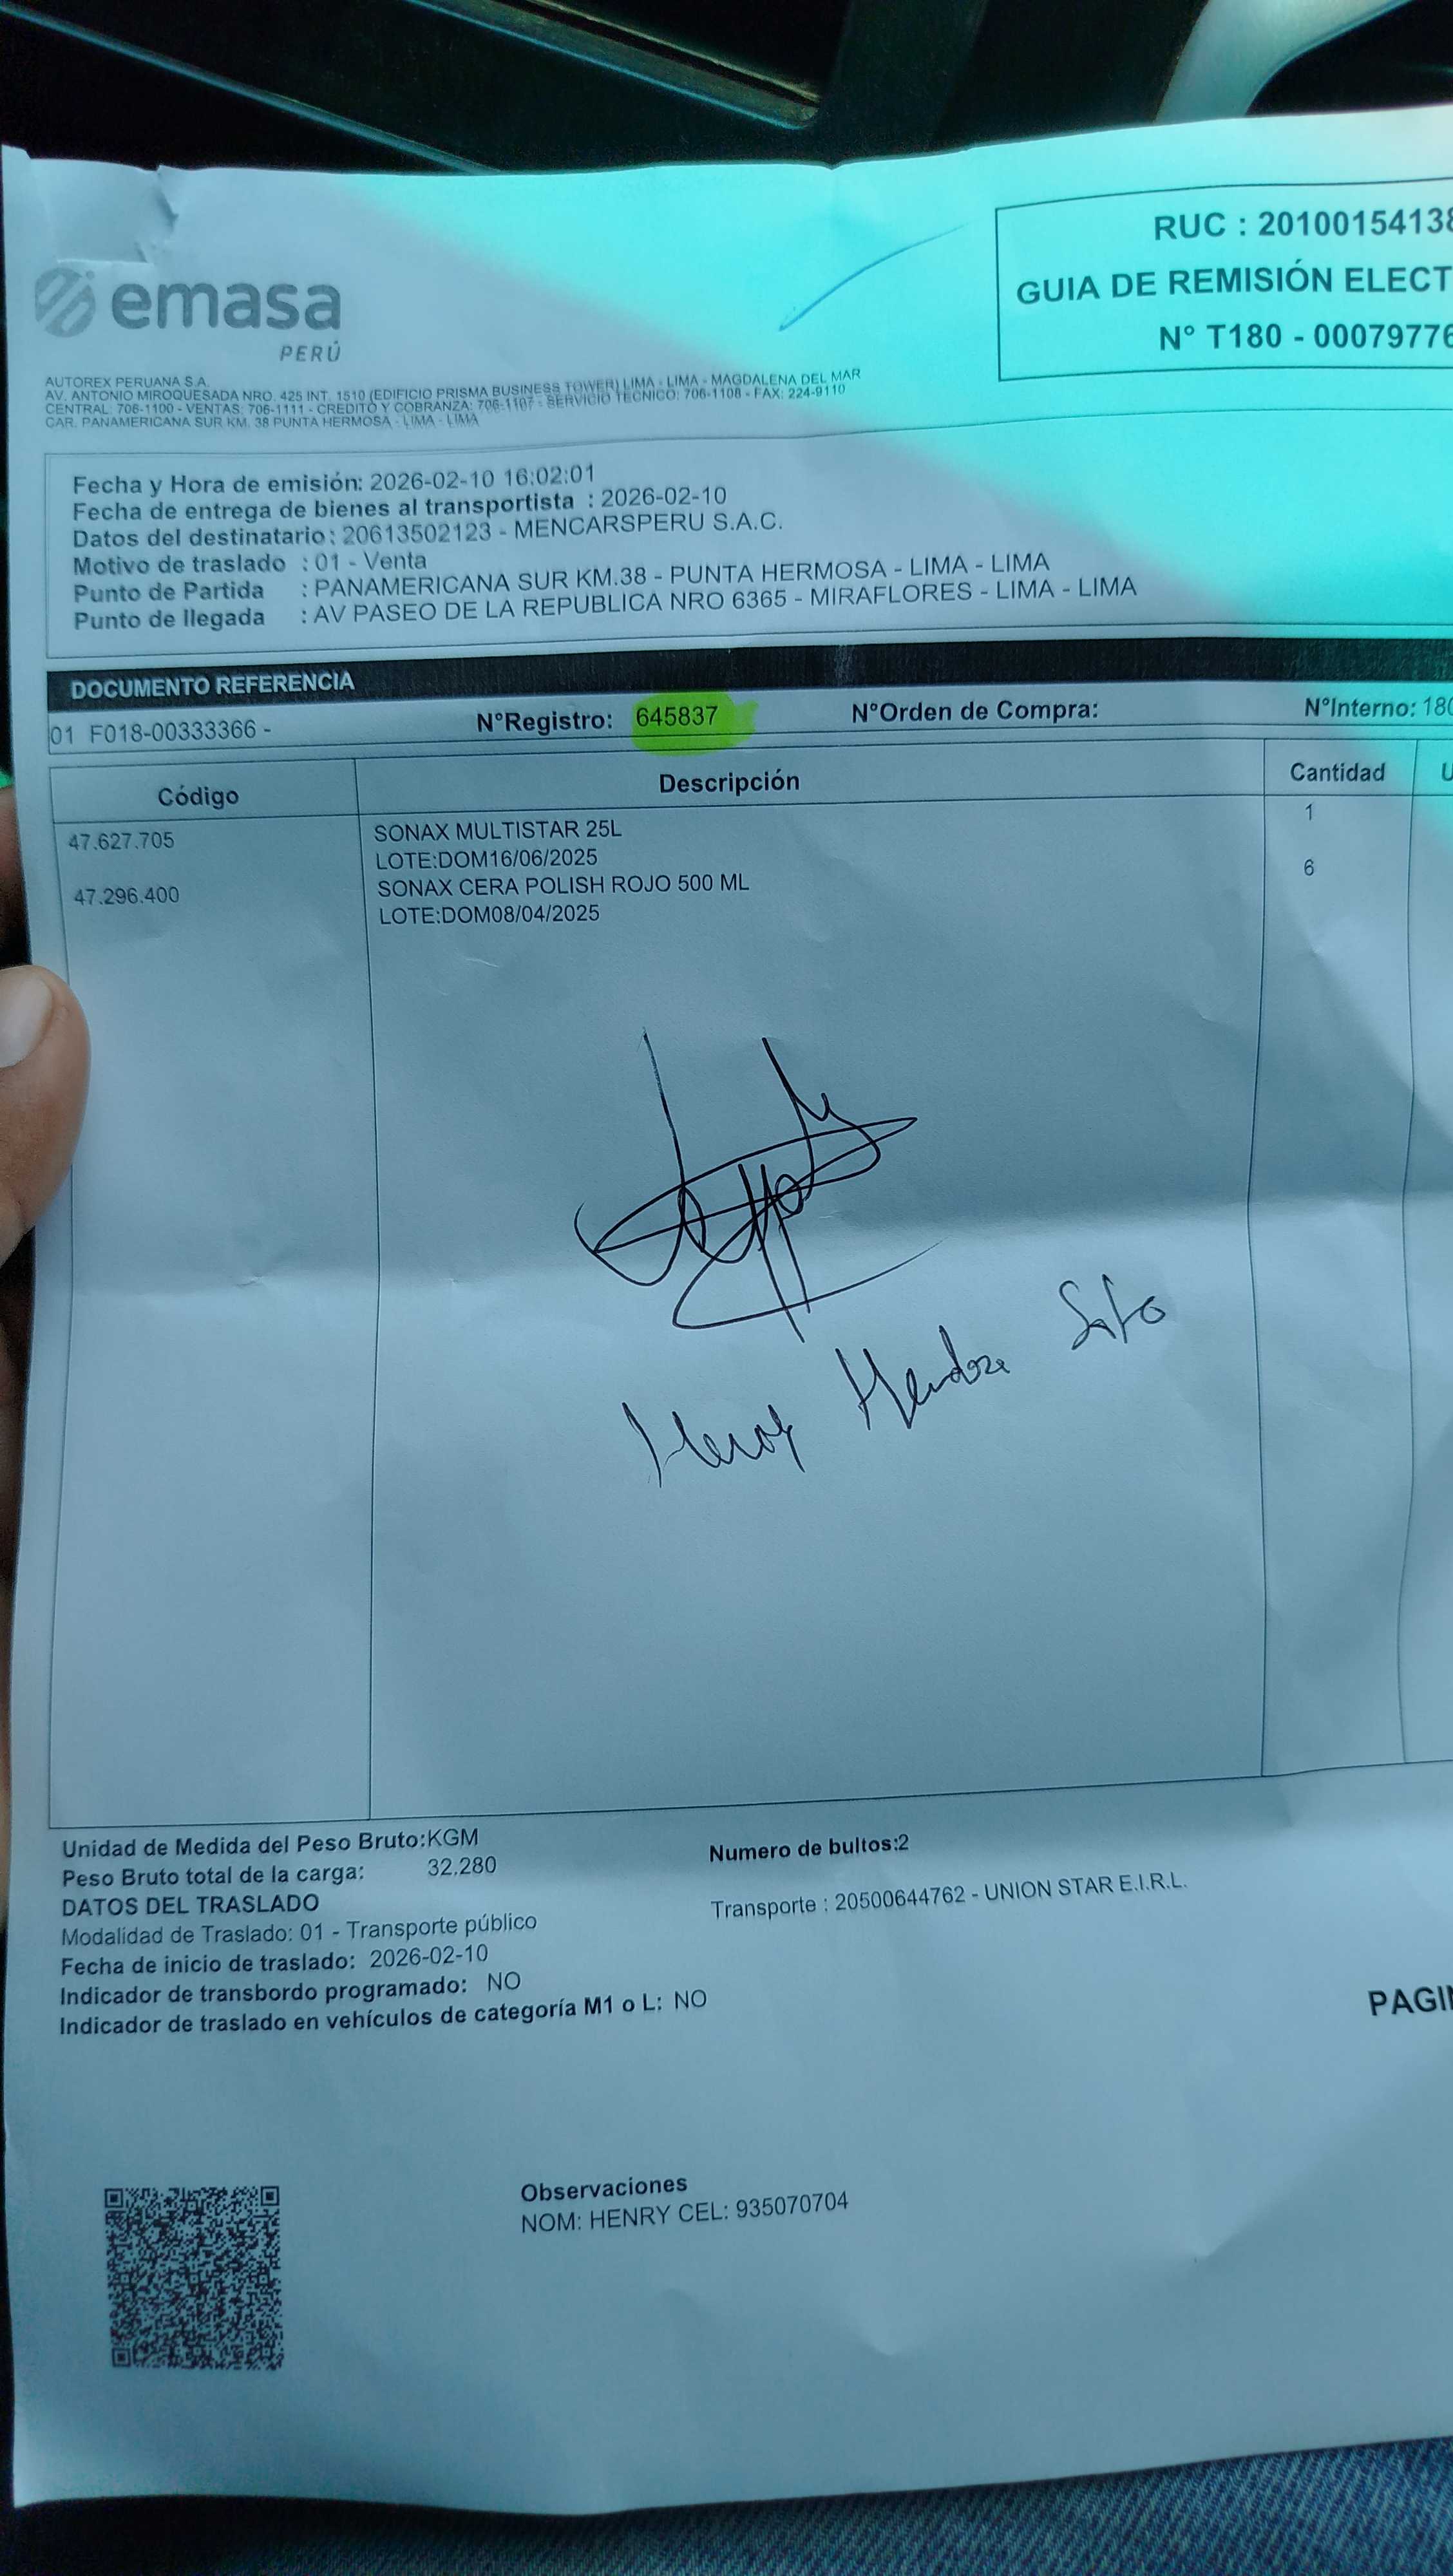 emasa
PERÚ
RUC : 2010015413
GUIA DE REMISIÓN ELECT
N° T180 - 0007977
AUTOREX PERUANA S.A.
AV. ANTONIO MIROQUESADA NRO. 425 INT. 1510 (EDIFICIO PRISMA BUSINESS TOWER) LIMA - LIMA - MAGDALENA DEL MAR
CENTRAL: 706-1100 - VENTAS: 706-1111 - CREDITO Y COBRANZA: 706-1107 - SERVICIO TECNICO: 706-1108 - FAX: 224-9110
CAR. PANAMERICANA SUR KM. 38 PUNTA HERMOSA - LIMA - LIMA
Fecha y Hora de emisión: 2026-02-10 16:02:01
Fecha de entrega de bienes al transportista : 2026-02-10
Datos del destinatario : 20613502123 - MENCARSPERU S.A.C.
Motivo de traslado : 01 - Venta
Punto de Partida : PANAMERICANA SUR KM.38 - PUNTA HERMOSA - LIMA - LIMA
Punto de llegada : AV PASEO DE LA REPUBLICA NRO 6365 - MIRAFLORES - LIMA - LIMA
DOCUMENTO REFERENCIA
01 F018-00333366 - N°Registro: 645837 N°Orden de Compra: N°Interno: 180
Código Descripción Cantidad U
47.627.705 SONAX MULTISTAR 25L 1
LOTE:DOM16/06/2025
47.296.400 SONAX CERA POLISH ROJO 500 ML 6
LOTE:DOM08/04/2025
Henry Mendoza Soto
Unidad de Medida del Peso Bruto:KGM
Peso Bruto total de la carga: 32.280
Numero de bultos:2
DATOS DEL TRASLADO
Modalidad de Traslado: 01 - Transporte público
Transporte : 20500644762 - UNION STAR E.I.R.L.
Fecha de inicio de traslado: 2026-02-10
Indicador de transbordo programado: NO
Indicador de traslado en vehículos de categoría M1 o L: NO
PAGI
Observaciones
NOM: HENRY CEL: 935070704